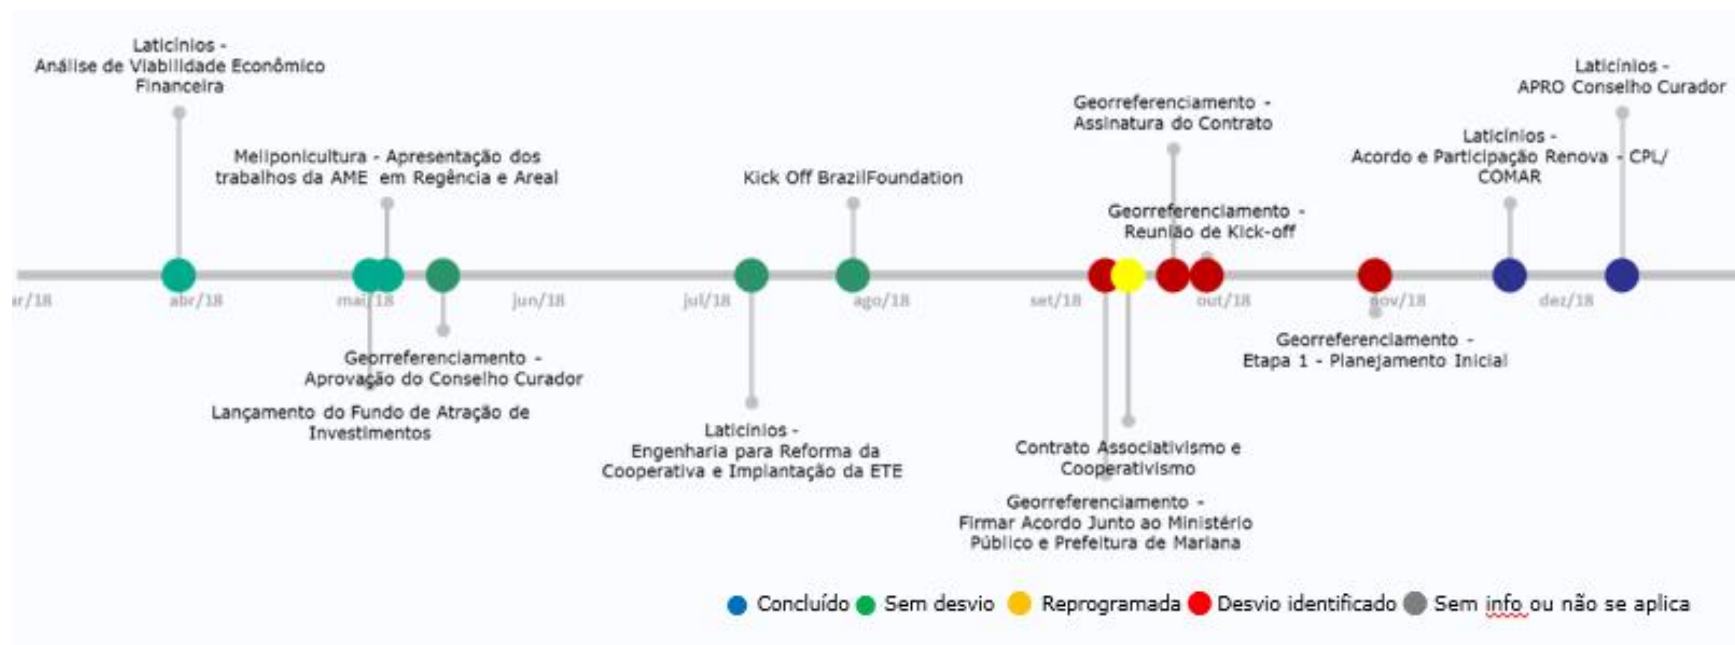 Laticínios -
Análise de Viabilidade Econômico
Financeira
Meliponicultura - Apresentação dos
trabalhos da AME em Regência e Areal
Kick Off BrazilFoundation
Georreferenciamento -
Assinatura do Contrato
Georreferenciamento -
Reunião de Kick-off
Laticínios -
Acordo e Participação Renova - CPL/
COMAR
Laticínios -
APRO Conselho Curador
ar/18
abr/18
mai/18
jun/18
jul/18
ago/18
set/18
out/18
nov/18
dez/18
Georreferenciamento -
Aprovação do Conselho Curador
Lançamento do Fundo de Atração de
Investimentos
Laticínios -
Engenharia para Reforma da
Cooperativa e Implantação da ETE
Contrato Associativismo e
Cooperativismo
Georreferenciamento -
Firmar Acordo Junto ao Ministério
Público e Prefeitura de Mariana
Georreferenciamento -
Etapa 1 - Planejamento Inicial
Concluído
Sem desvio
Reprogramada
Desvio identificado
Sem info ou não se aplica